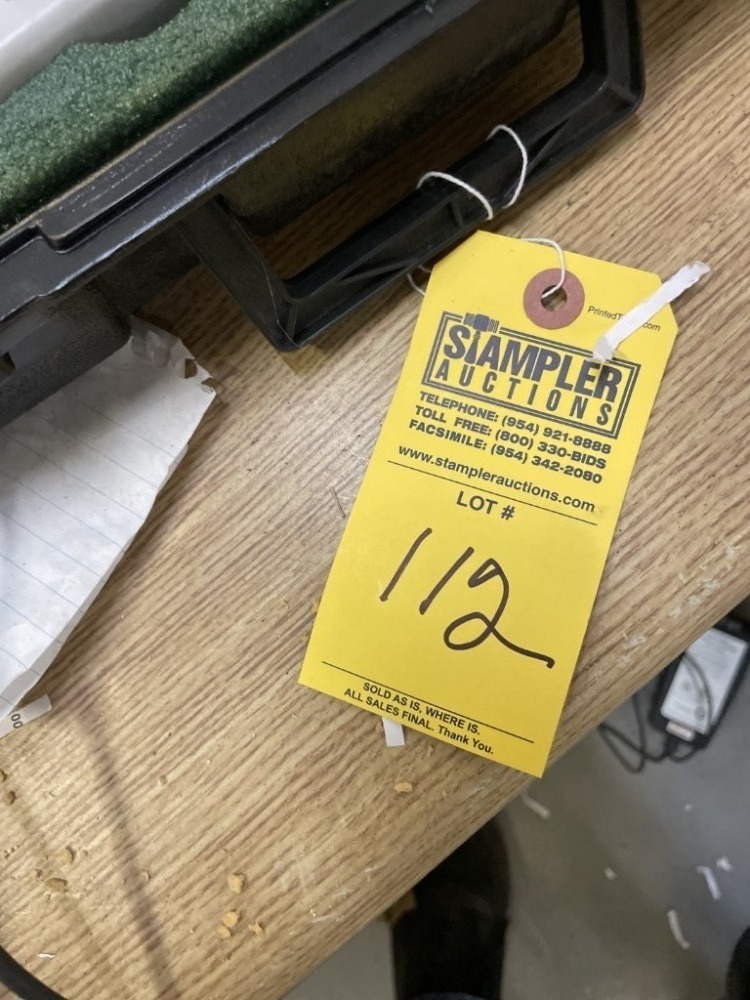 STAMPLER
AUCTIONS
TELEPHONE: (954) 921-8888
TOLL FREE: (800) 330-BIDS
FACSIMILE: (954) 342-2080
www.stamplerauctions.com
LOT #
112
SOLD AS IS, WHERE IS.
ALL SALES FINAL. Thank You.